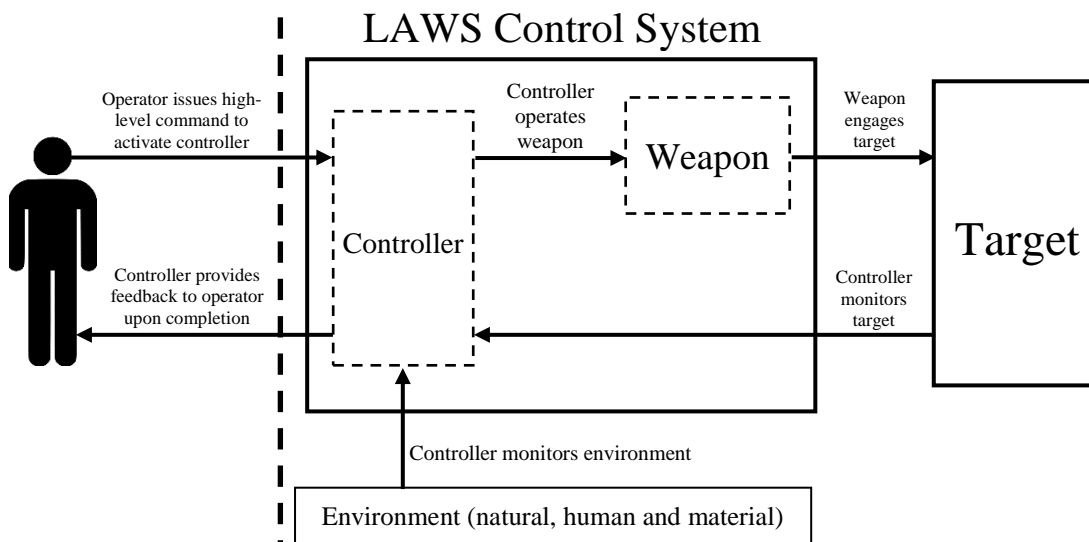 LAWS Control System
Operator issues high-
level command to
activate controller
Controller
operates
weapon
Weapon
engages
target
Weapon
Controller
Target
Controller provides
feedback to operator
upon completion
Controller
monitors
target
Controller monitors environment
Environment (natural, human and material)